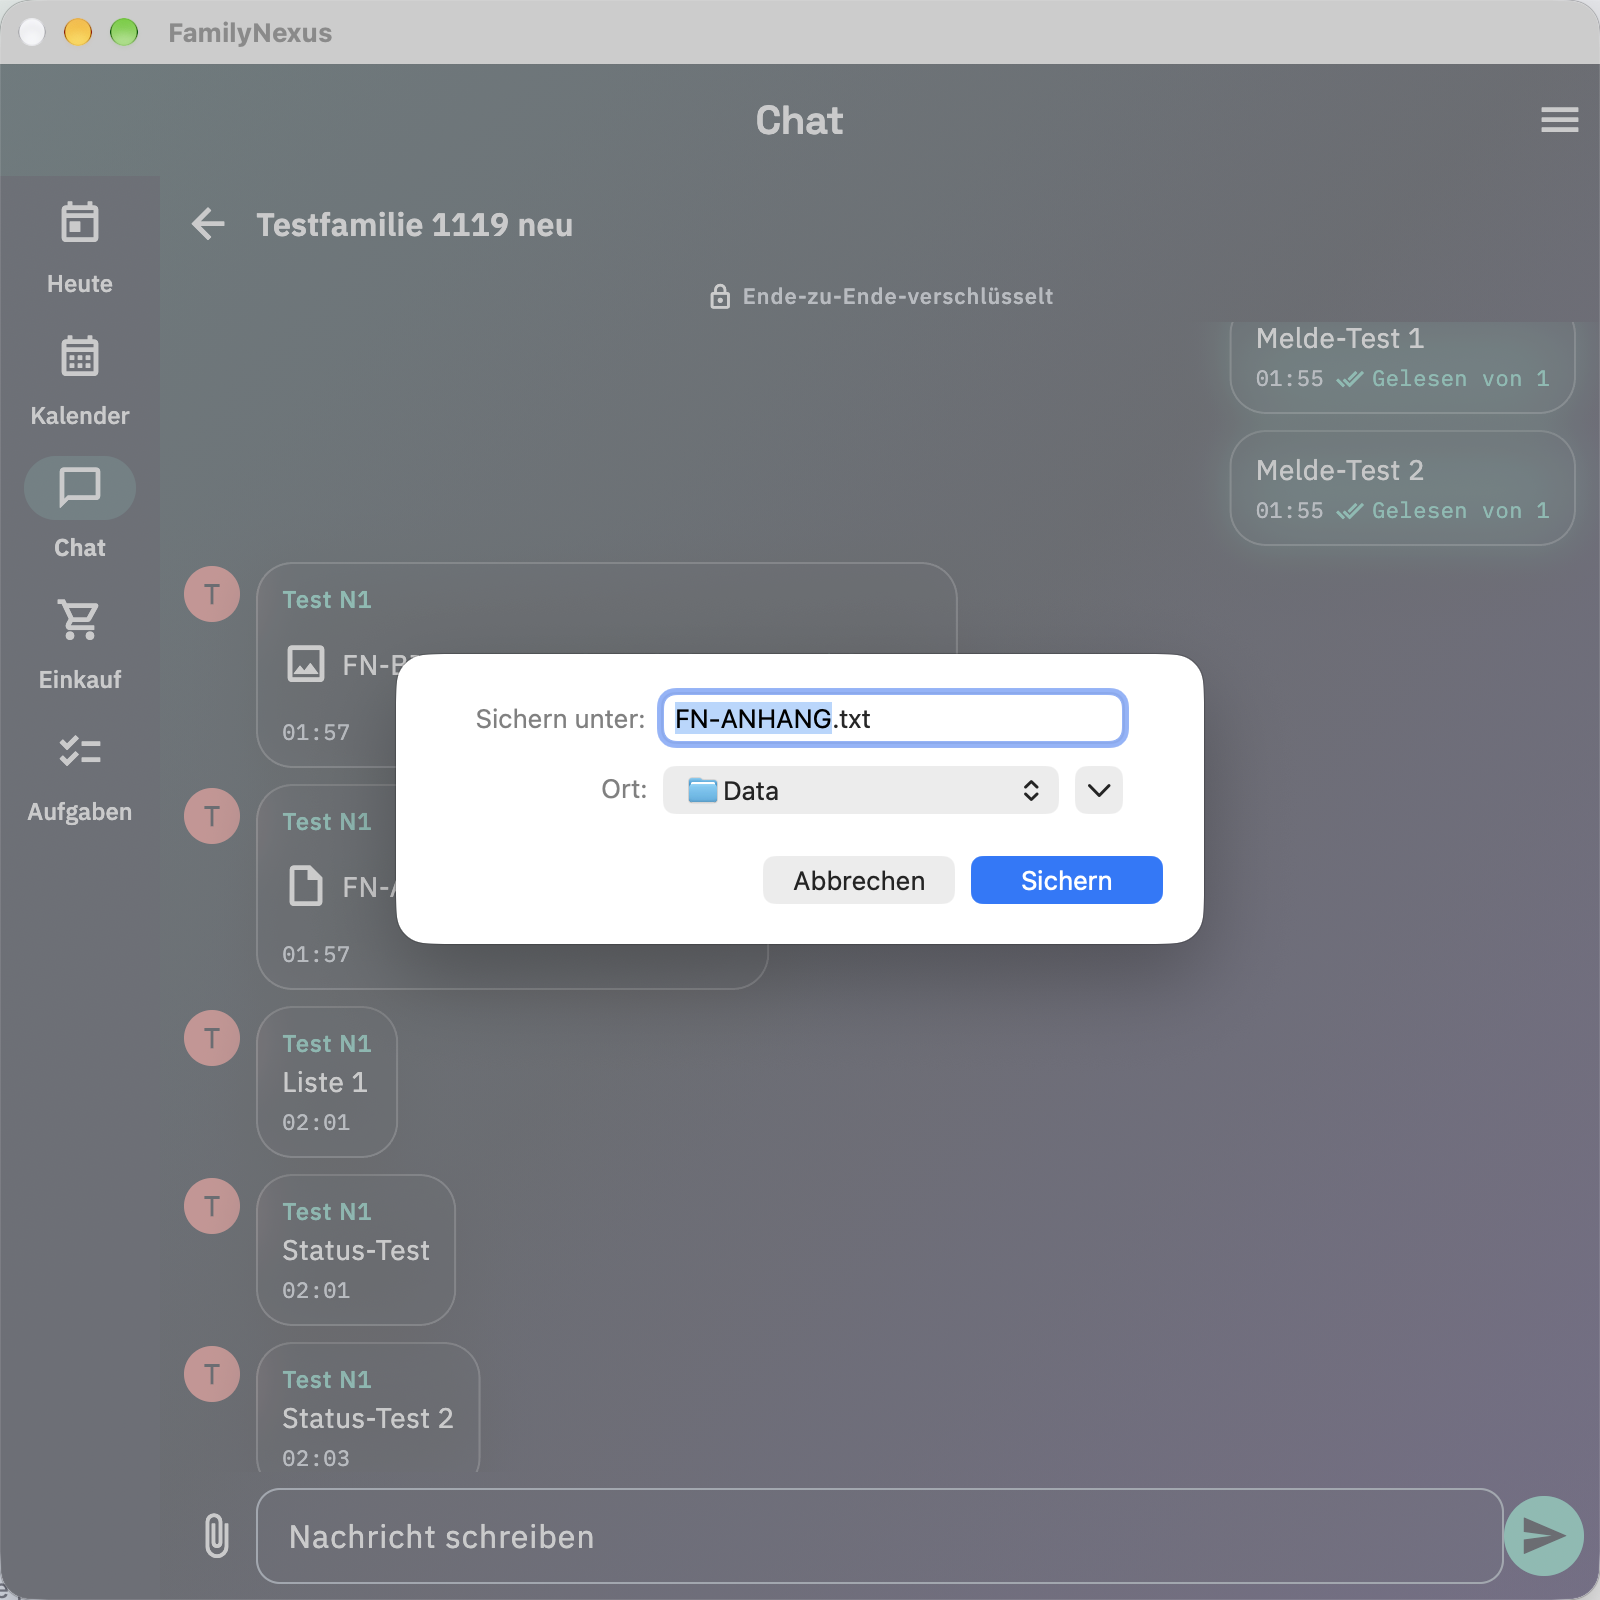 FamilyNexus
Chat
Heute
Kalender
Chat
Einkauf
Aufgaben
Testfamilie 1119 neu
Ende-zu-Ende-verschlüsselt
Melde-Test 1
01:55 Gelesen von 1
Melde-Test 2
01:55 Gelesen von 1
T
Test N1
01:57
Sichern unter: FN-ANHANG.txt
Ort: Data
Abbrechen Sichern
T
Test N1
01:57
T
Test N1
Liste 1
02:01
T
Test N1
Status-Test
02:01
T
Test N1
Status-Test 2
02:03
Nachricht schreiben